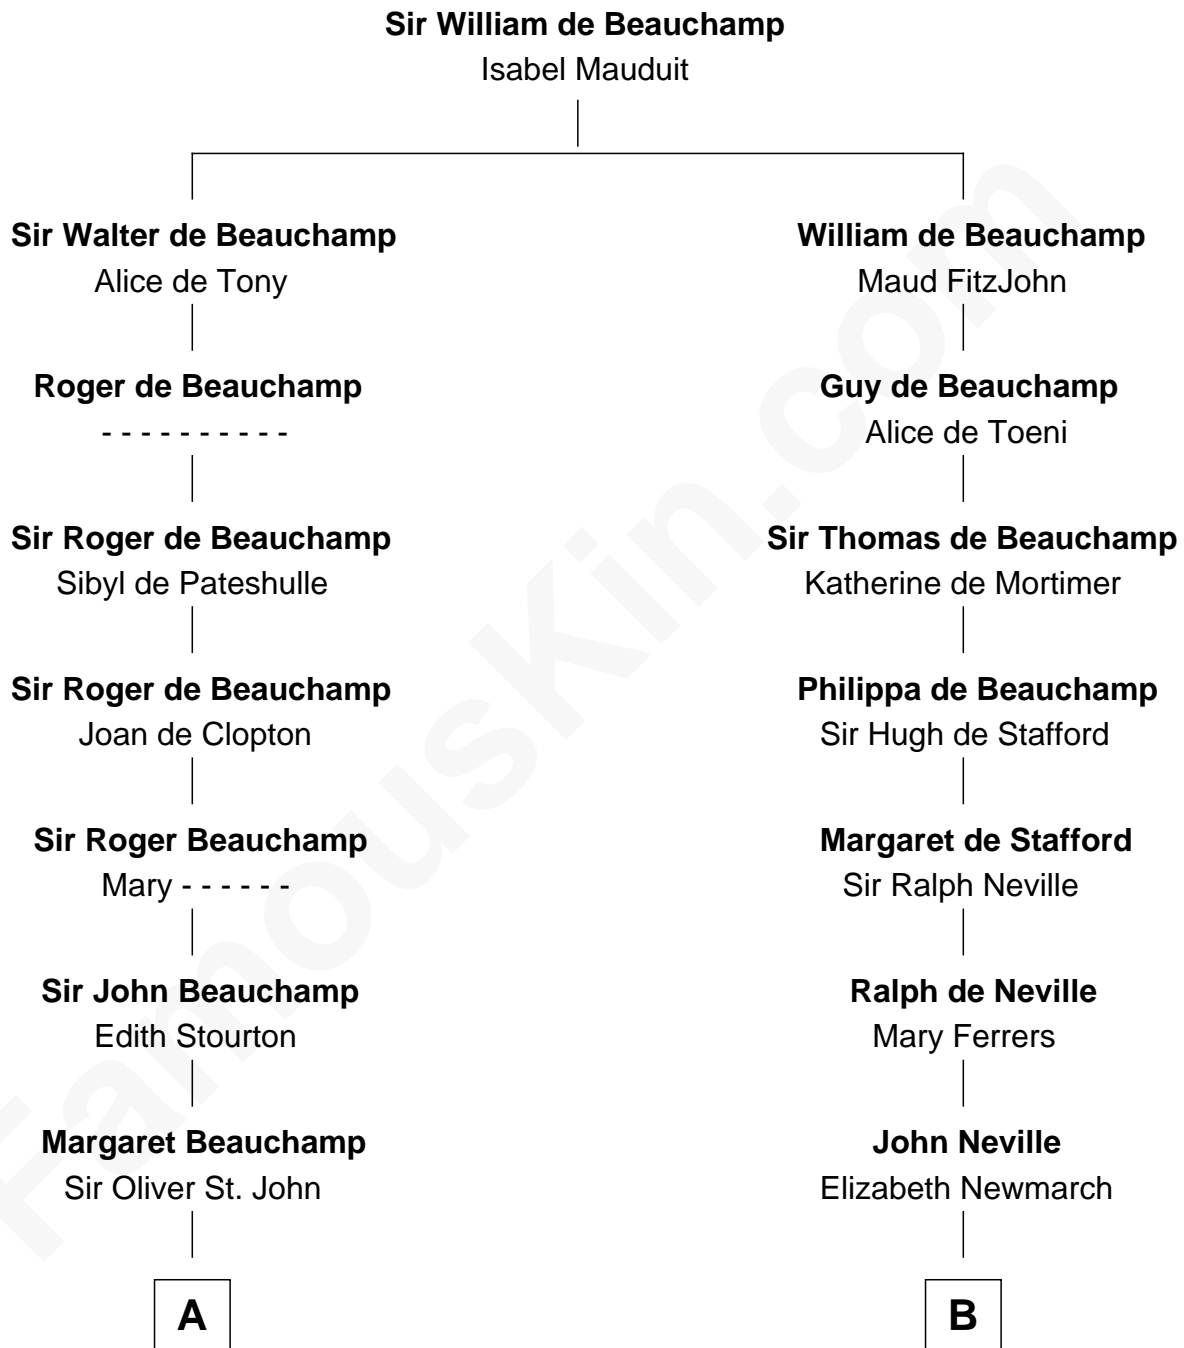 Sir William de Beauchamp
Isabel Mauduit
Sir Walter de Beauchamp
Alice de Tony
William de Beauchamp
Maud FitzJohn
Roger de Beauchamp
- - - - - - - - - -
Guy de Beauchamp
Alice de Toeni
Sir Roger de Beauchamp
Sibyl de Pateshulle
Sir Thomas de Beauchamp
Katherine de Mortimer
Sir Roger de Beauchamp
Joan de Clopton
Philippa de Beauchamp
Sir Hugh de Stafford
Sir Roger Beauchamp
Mary - - - - - -
Margaret de Stafford
Sir Ralph Neville
Sir John Beauchamp
Edith Stourton
Ralph de Neville
Mary Ferrers
Margaret Beauchamp
Sir Oliver St. John
John Neville
Elizabeth Newmarch
A
B
FamousKin.com